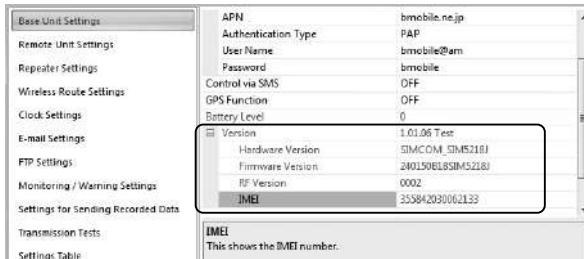 Base Unit Settings
Remote Unit Settings
Repeater Settings
Wireless Route Settings
Clock Settings
E-mail Settings
FTP Settings
Monitoring / Warning Settings
Settings for Sending Recorded Data
Transmission Tests
Settings Table
APN bmobile.ne.jp
Authentication Type PAP
User Name bmobile@am
Password bmobile
Control via SMS OFF
GPS Function OFF
Battery Level 0
Version 1.01.06 Test
Hardware Version SIMCOM_SIM5218J
Firmware Version 240150B18SIM5218J
RF Version 0002
IMEI 355842030062133
IMEI
This shows the IMEI number.